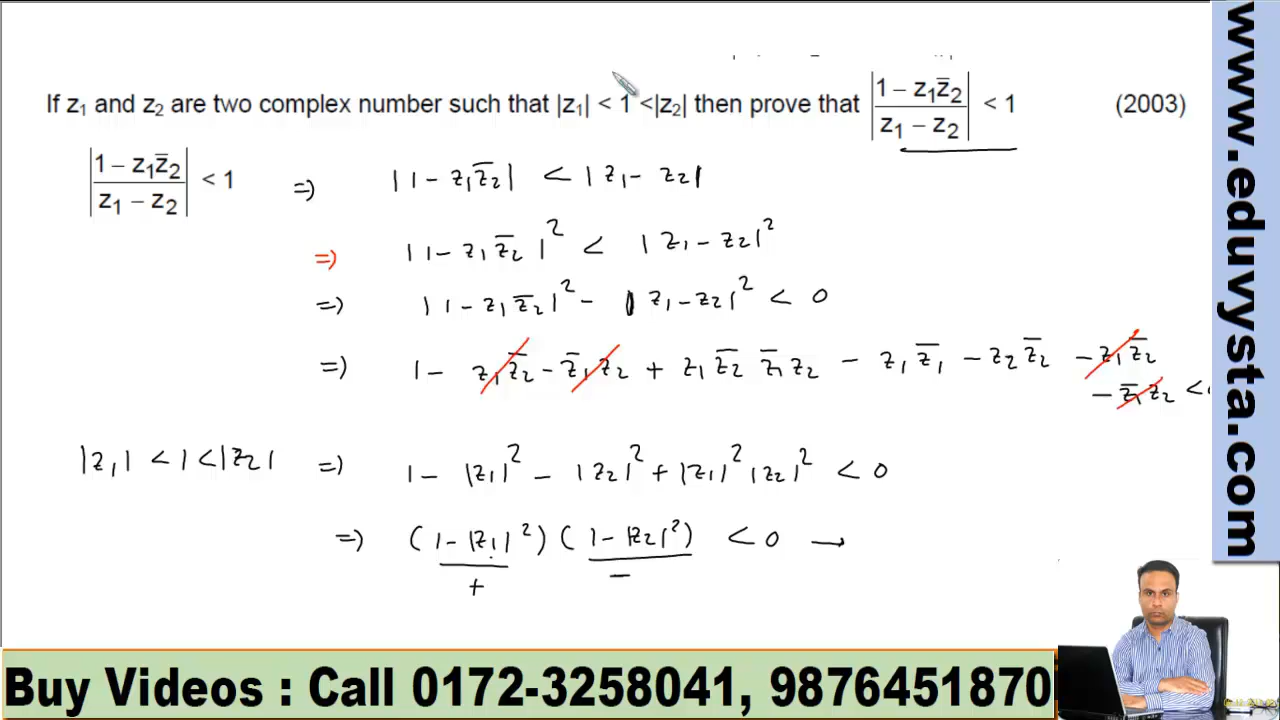 If z₁ and z₂ are two complex number such that |z₁| < 1 <|z₂| then prove that |(1 – z₁z̄₂)/(z₁ – z₂)| < 1 (2003)
|(1 – z₁z̄₂)/(z₁ – z₂)| < 1 ⇒ |1 - z₁z̄₂| < |z₁ - z₂|
⇒ |1 - z₁z̄₂|² < |z₁ - z₂|²
⇒ |1 - z₁z̄₂|² - |z₁ - z₂|² < 0
⇒ 1 - z₁z̄₂ - z̄₁z₂ + z₁z̄₂z̄₁z₂ - z₁z̄₁ - z₂z̄₂ - z₁z̄₂
- z̄₁z₂ <
|z₁| < 1 < |z₂| ⇒ 1 - |z₁|² - |z₂|² + |z₁|²|z₂|² < 0
⇒ (1 - |z₁|²)(1 - |z₂|²) < 0 →
+ -
www.eduvysta.com
Buy Videos : Call 0172-3258041, 9876451870